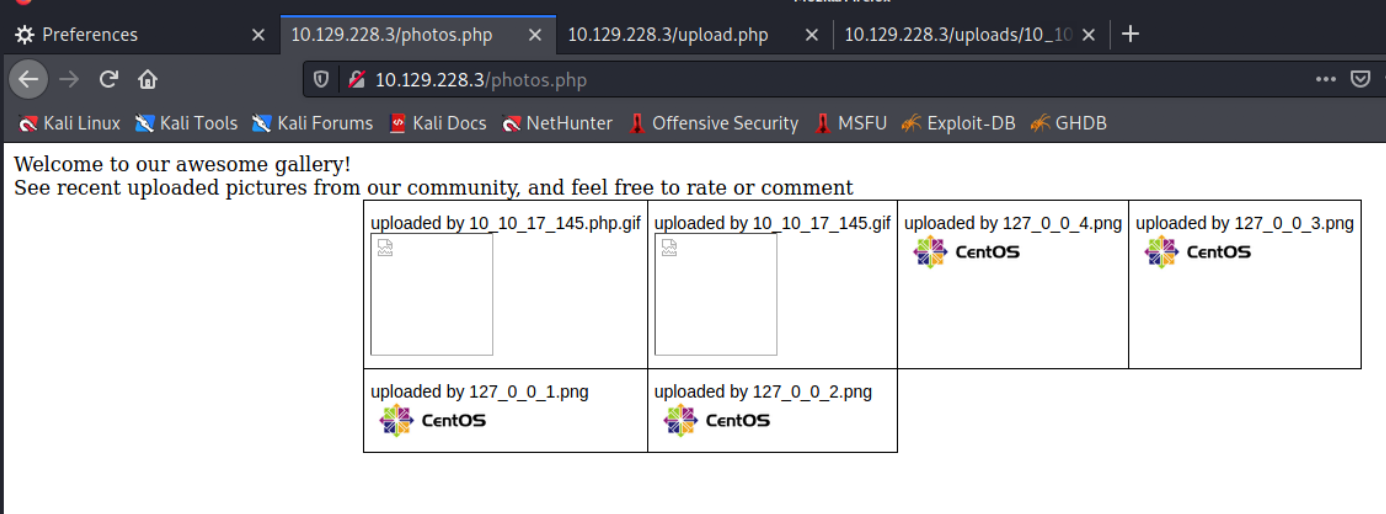 Preferences 10.129.228.3/photos.php 10.129.228.3/upload.php 10.129.228.3/uploads/10_10
10.129.228.3/photos.php
Kali Linux Kali Tools Kali Forums Kali Docs NetHunter Offensive Security MSFU Exploit-DB GHDB
Welcome to our awesome gallery!
See recent uploaded pictures from our community, and feel free to rate or comment
uploaded by 10_10_17_145.php.gif uploaded by 10_10_17_145.gif uploaded by 127_0_0_4.png uploaded by 127_0_0_3.png
CentOS CentOS
uploaded by 127_0_0_1.png uploaded by 127_0_0_2.png
CentOS CentOS